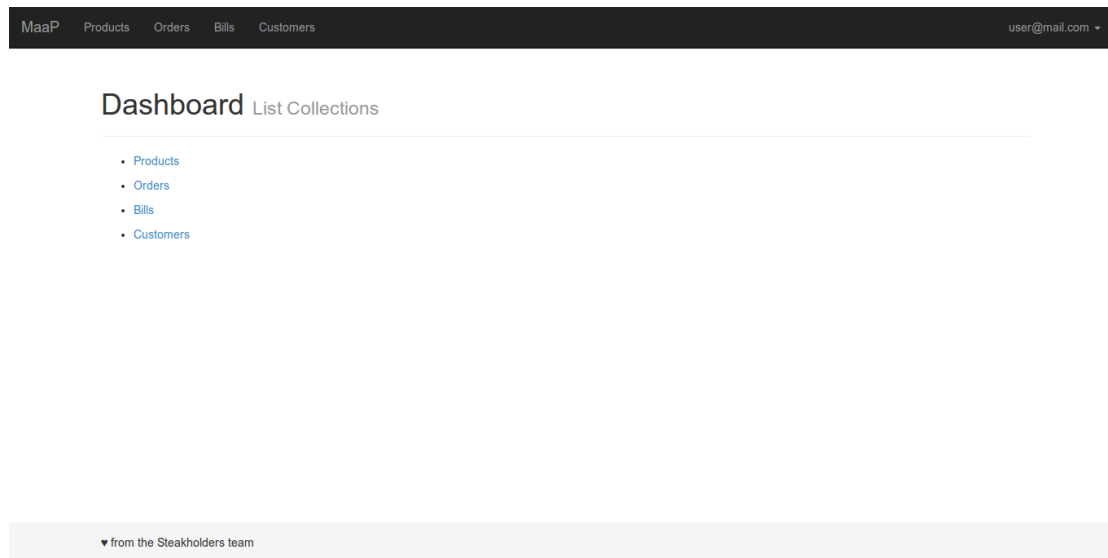 MaaP Products Orders Bills Customers user@mail.com
Dashboard List Collections
Products
Orders
Bills
Customers
♥ from the Steakholders team